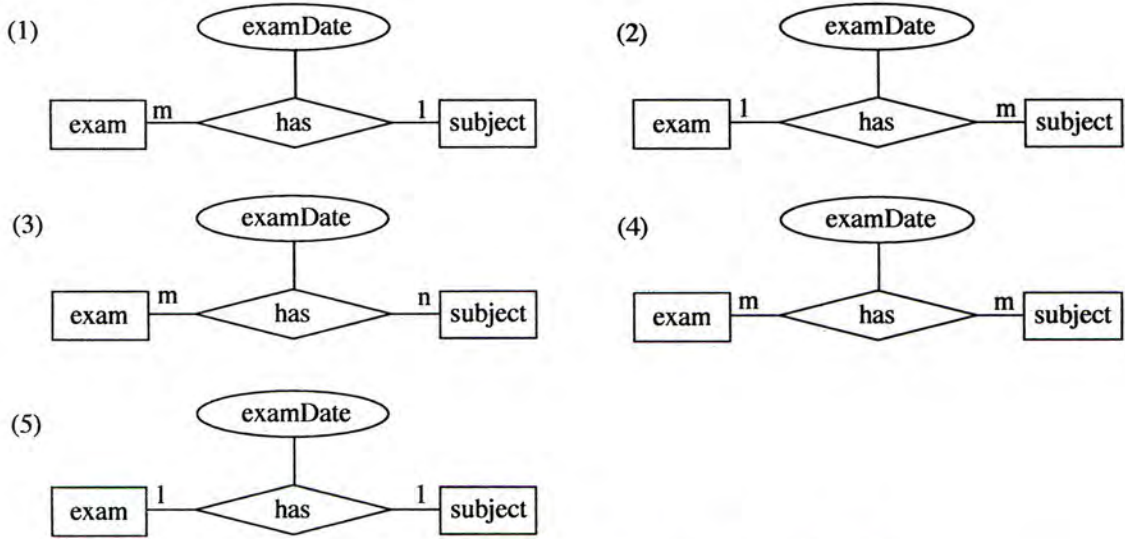 (1) examDate
exam m has 1 subject
(2) examDate
exam 1 has m subject
(3) examDate
exam m has n subject
(4) examDate
exam m has m subject
(5) examDate
exam 1 has 1 subject